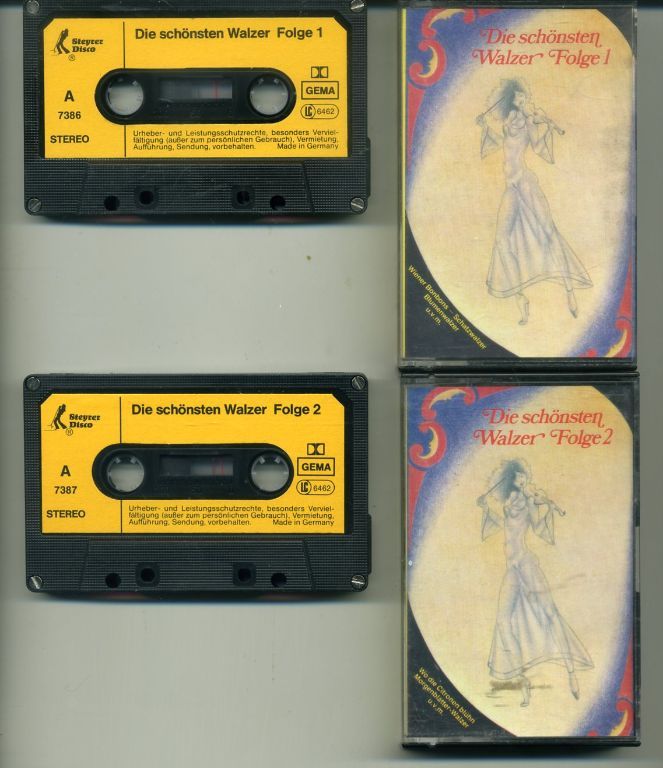 Steyrer
Disco
®
Die schönsten Walzer Folge 1
A
7386
STEREO
GEMA
LC 6462
Urheber- und Leistungsschutzrechte, besonders Verviel-
fältigung (außer zum persönlichen Gebrauch), Vermietung,
Aufführung, Sendung, vorbehalten. Made in Germany
Die schönsten
Walzer Folge 1
Wiener Bonbons – Schatzwalzer
Blumenwalzer
u.v.m.
Steyrer
Disco
®
Die schönsten Walzer Folge 2
A
7387
STEREO
GEMA
LC 6462
Urheber- und Leistungsschutzrechte, besonders Verviel-
fältigung (außer zum persönlichen Gebrauch), Vermietung,
Aufführung, Sendung, vorbehalten. Made in Germany
Die schönsten
Walzer Folge 2
Wo die Citronen blühn
Morgenblätter-Walzer
u.v.m.